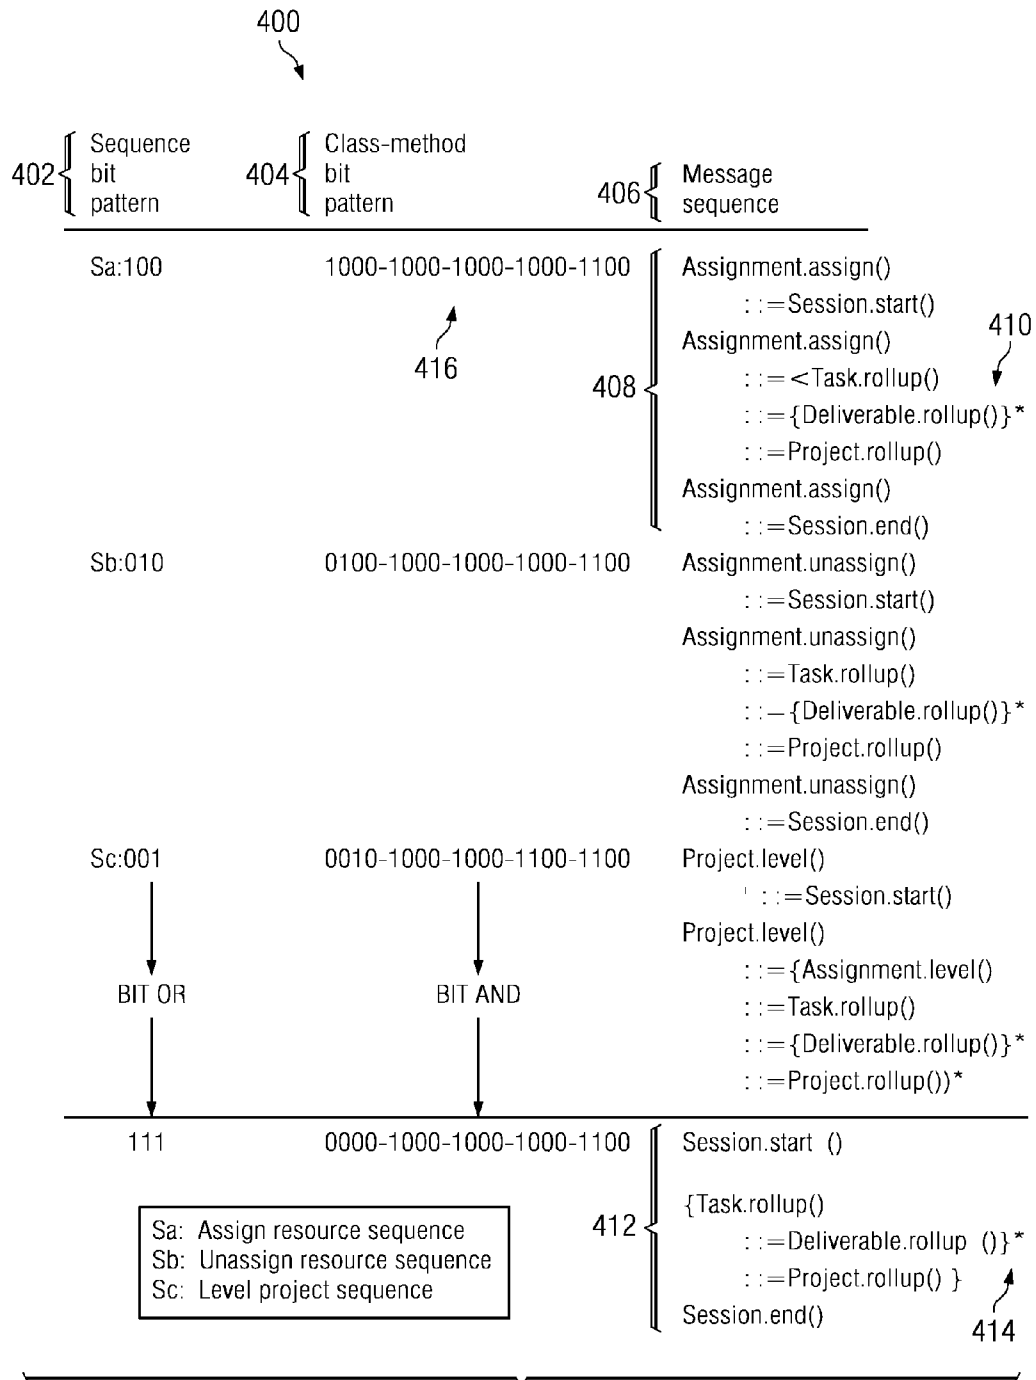 400
402 { Sequence bit pattern
404 { Class-method bit pattern
406 { Message sequence
Sa:100 1000-1000-1000-1000-1100 Assignment.assign()
: :=Session.start()
410
Assignment.assign()
416
408
: :=<Task.rollup()
: :={Deliverable.rollup()}*
: :=Project.rollup()
Assignment.assign()
: :=Session.end()
Sb:010 0100-1000-1000-1000-1100 Assignment.unassign()
: :=Session.start()
Assignment.unassign()
: :=Task.rollup()
: :–{Deliverable.rollup()}*
: :=Project.rollup()
Assignment.unassign()
: :=Session.end()
Sc:001 0010-1000-1000-1100-1100 Project.level()
' : :=Session.start()
Project.level()
: :={Assignment.level()
BIT OR BIT AND : :=Task.rollup()
: :={Deliverable.rollup()}*
: :=Project.rollup())*
111 0000-1000-1000-1000-1100 Session.start ()
412
{Task.rollup()
: :=Deliverable.rollup ()}*
: :=Project.rollup() }
Session.end()
414
Sa: Assign resource sequence
Sb: Unassign resource sequence
Sc: Level project sequence